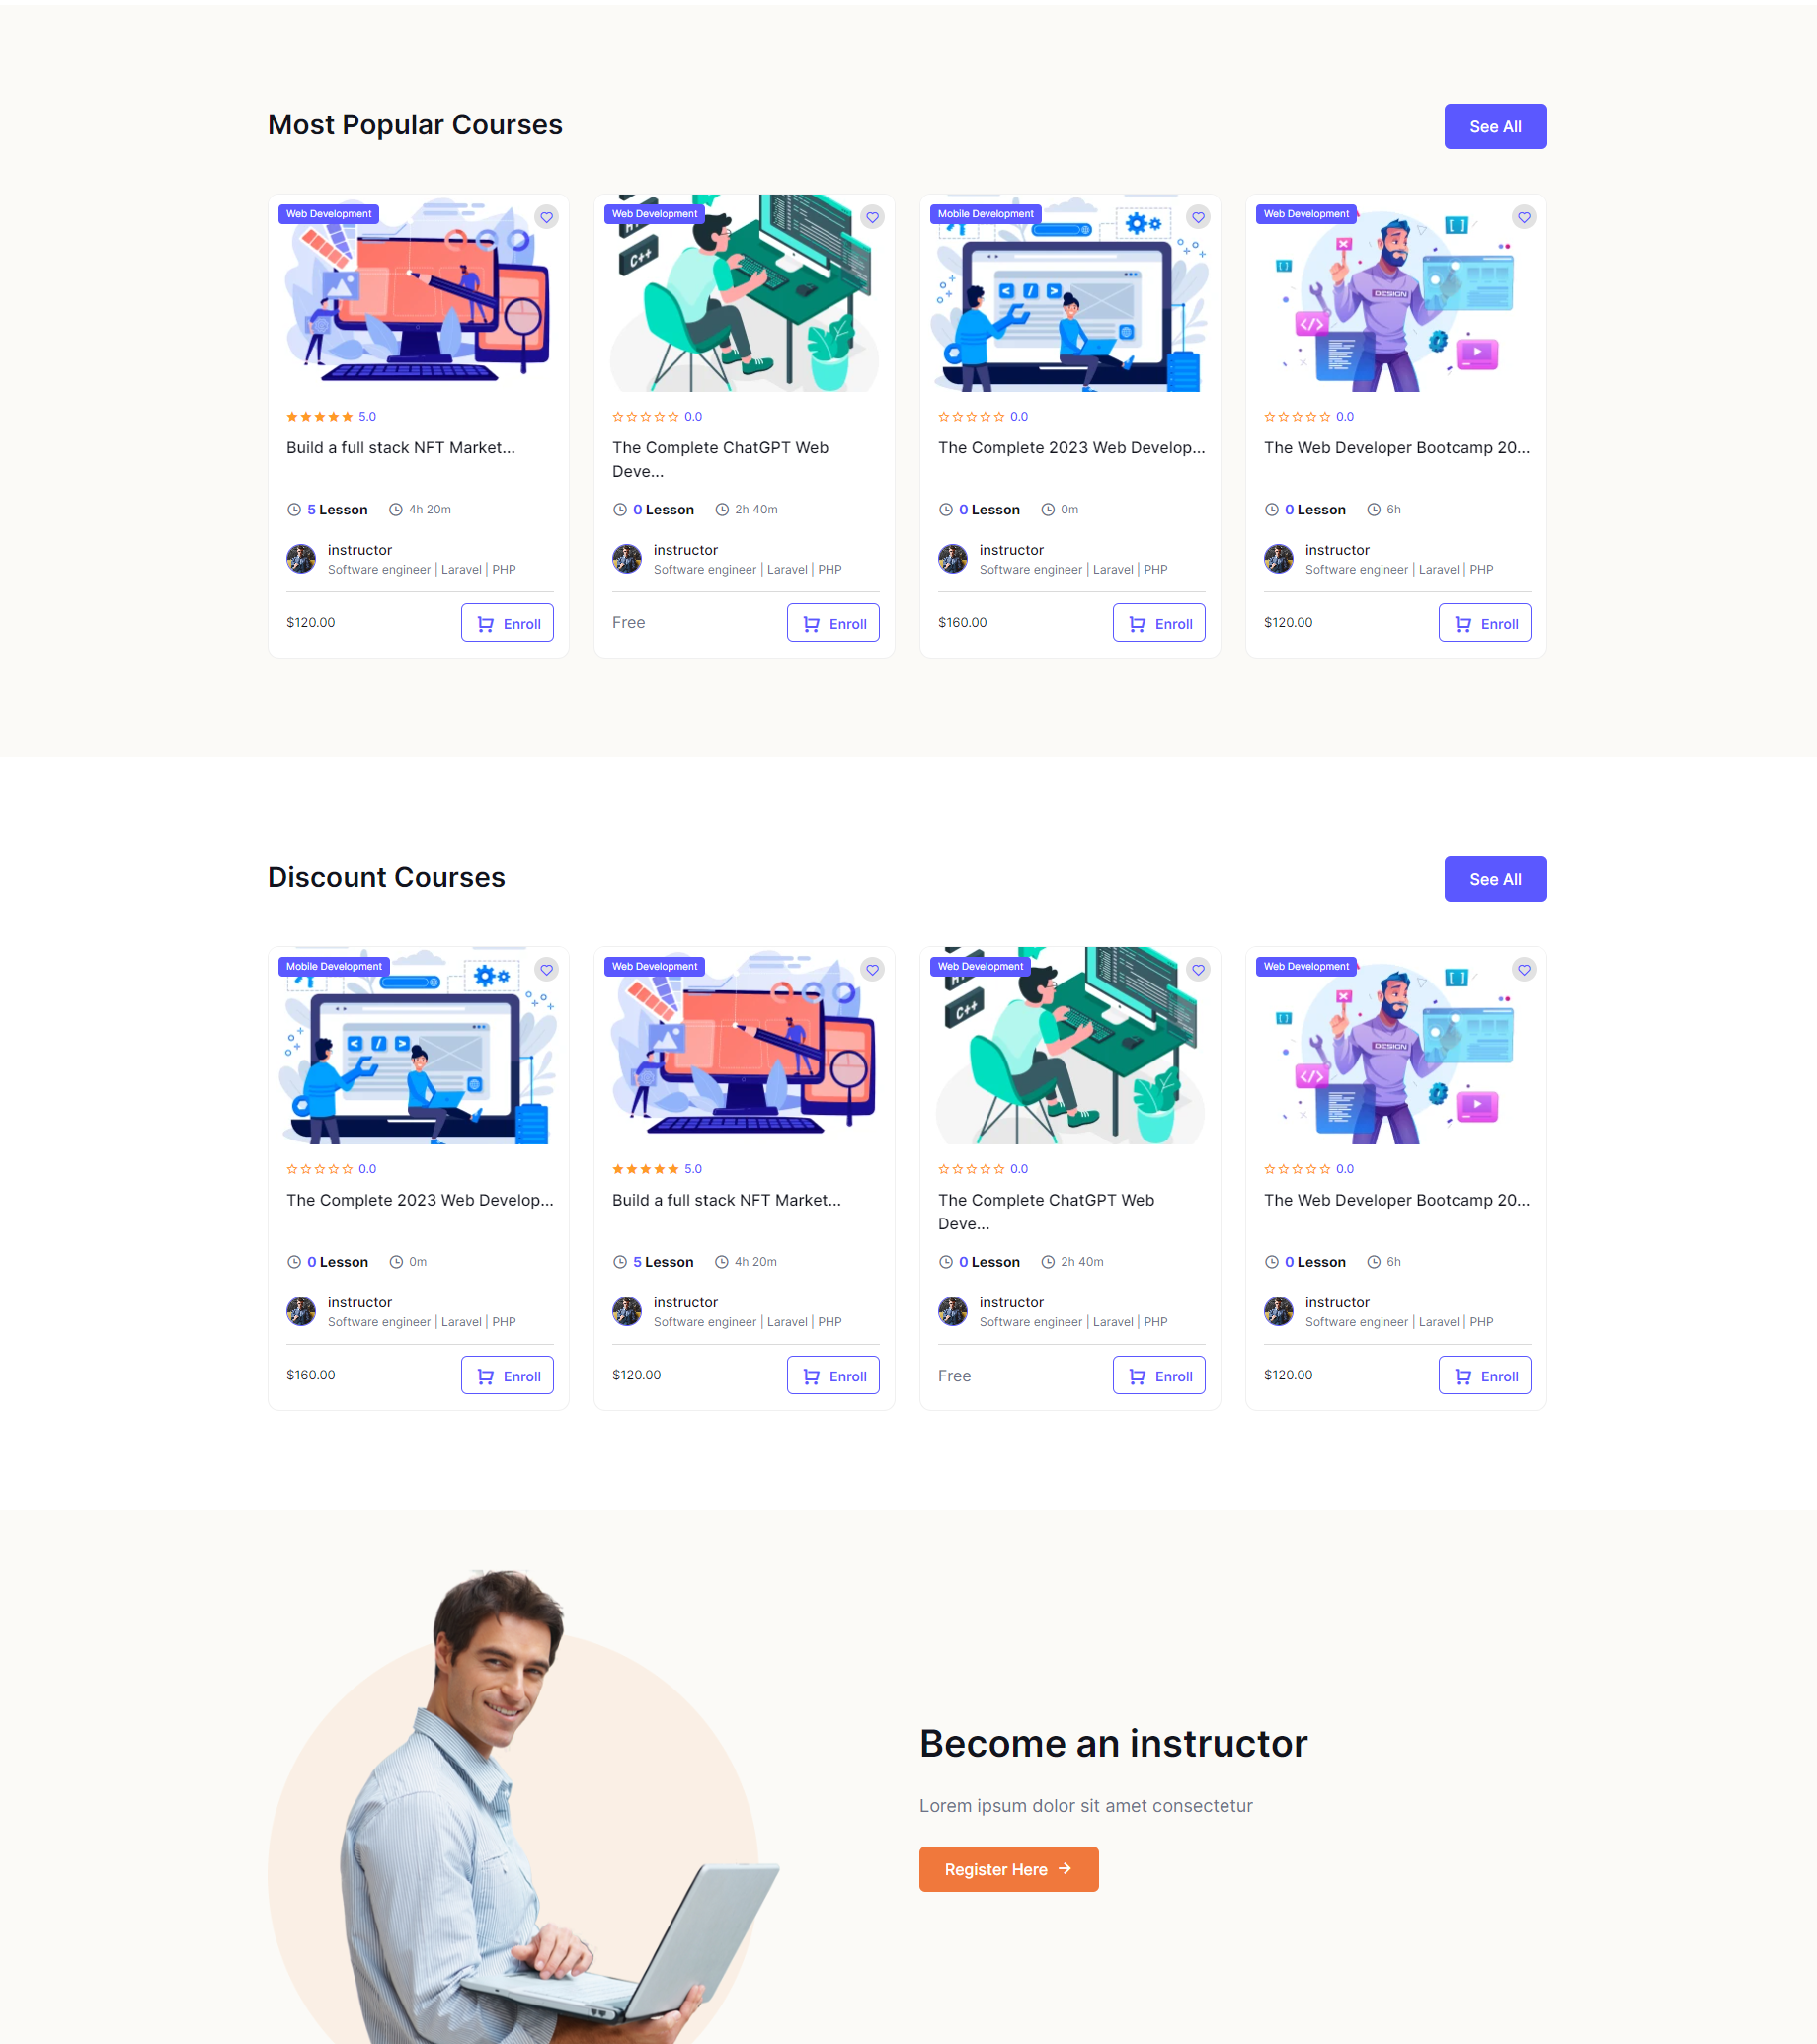 Most Popular Courses
See All
Web Development
Web Development
Mobile Development
Web Development
C++
</>
DESIGN
[ ]
</>
5.0
0.0
0.0
0.0
Build a full stack NFT Market...
The Complete ChatGPT Web
Deve...
The Complete 2023 Web Develop...
The Web Developer Bootcamp 20...
5 Lesson 4h 20m
0 Lesson 2h 40m
0 Lesson 0m
0 Lesson 6h
instructor
Software engineer | Laravel | PHP
instructor
Software engineer | Laravel | PHP
instructor
Software engineer | Laravel | PHP
instructor
Software engineer | Laravel | PHP
$120.00 Enroll
Free Enroll
$160.00 Enroll
$120.00 Enroll
Discount Courses
See All
Mobile Development
Web Development
Web Development
Web Development
</>
C++
DESIGN
[ ]
</>
0.0
5.0
0.0
0.0
The Complete 2023 Web Develop...
Build a full stack NFT Market...
The Complete ChatGPT Web
Deve...
The Web Developer Bootcamp 20...
0 Lesson 0m
5 Lesson 4h 20m
0 Lesson 2h 40m
0 Lesson 6h
instructor
Software engineer | Laravel | PHP
instructor
Software engineer | Laravel | PHP
instructor
Software engineer | Laravel | PHP
instructor
Software engineer | Laravel | PHP
$160.00 Enroll
$120.00 Enroll
Free Enroll
$120.00 Enroll
Become an instructor
Lorem ipsum dolor sit amet consectetur
Register Here →